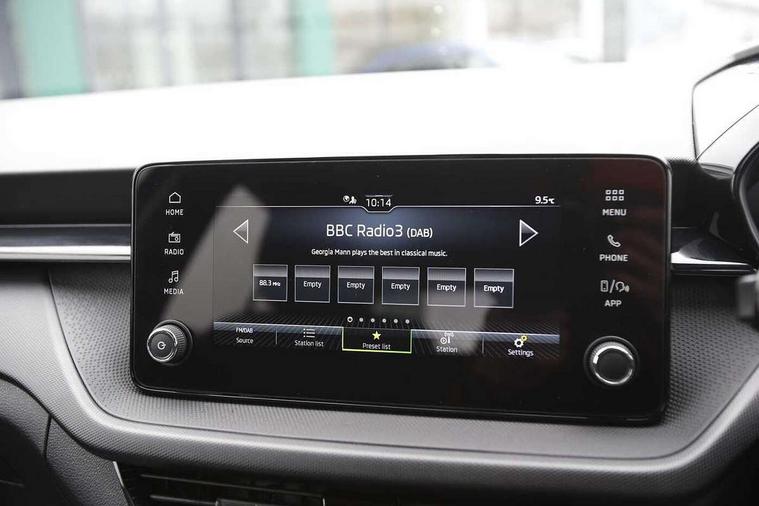 10:14
9.5°C
HOME
RADIO
MEDIA
BBC Radio3 (DAB)
Georgia Mann plays the best in classical music.
88.3 MHz
Empty
Empty
Empty
Empty
Empty
FM/DAB
Source
Station list
Preset list
Station
Settings
MENU
PHONE
APP